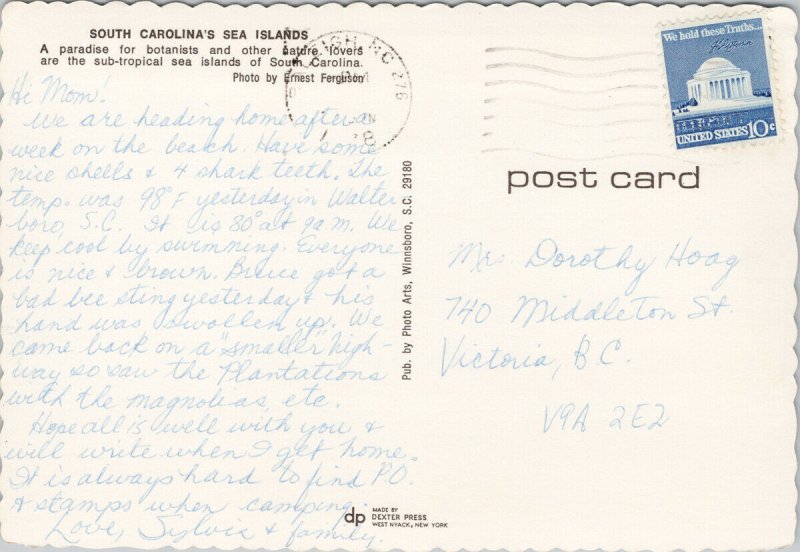 SOUTH CAROLINA'S SEA ISLANDS
A paradise for botanists and other nature lovers
are the sub-tropical sea islands of South Carolina.
Photo by Ernest Ferguson
Hi Mom!
We are heading home after a
week on the beach. Have some
nice shells & 4 shark teeth. The
temp. was 98° F yesterday in Walter
boro, S.C. It is 80° at 9 a.m. We
keep cool by swimming. Everyone
is nice & brown. Bruce got a
bad bee sting yesterday & his
hand was swollen up. We
came back on a "smaller" high-
way so saw the Plantations
with the magnolias, etc.
Hope all is well with you &
will write when I get home.
It is always hard to find P.O.
& stamps when camping.
Love, Sylvia & family.
Pub. by Photo Arts, Winnsboro, S.C. 29180
dp
MADE BY
DEXTER PRESS
WEST NYACK, NEW YORK
NC 276
We hold these Truths...
UNITED STATES 10c
post card
Mrs Dorothy Hoag
740 Middleton St.
Victoria, B.C.
V9A 2E2